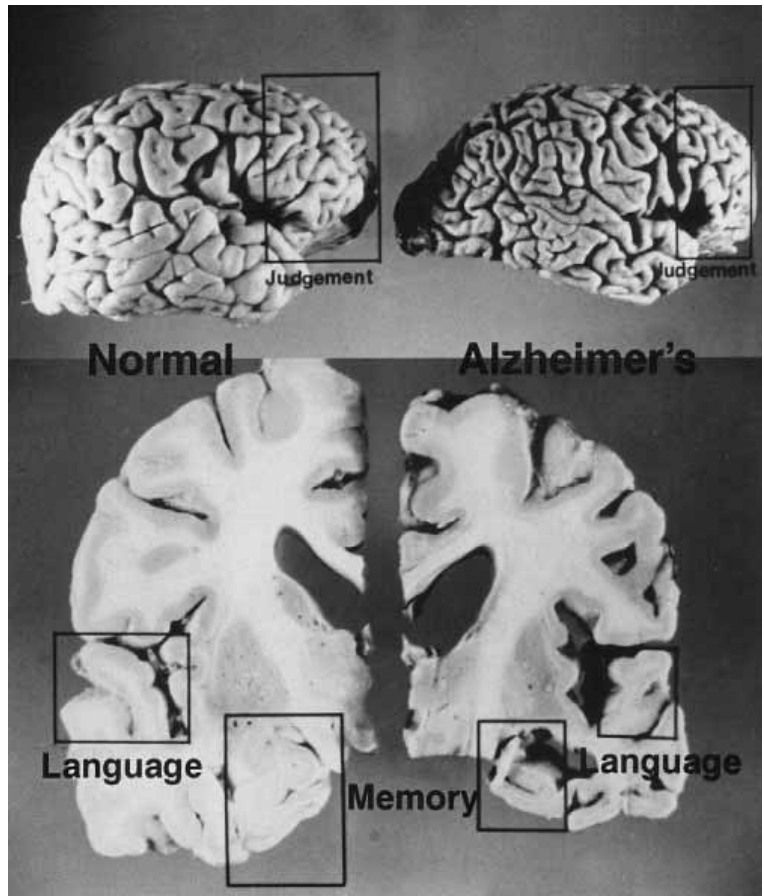 Judgement
Judgement
Normal
Alzheimer's
Language
Memory
Language